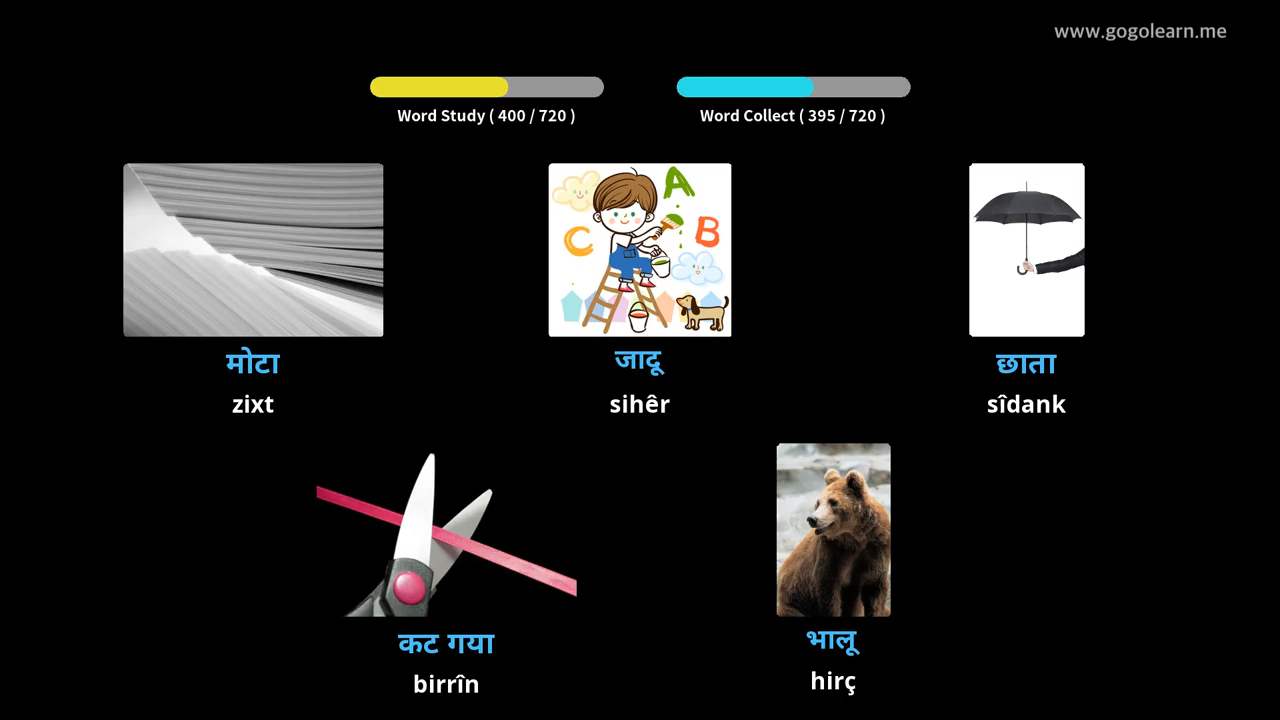 www.gogolearn.me
Word Study ( 400 / 720 )
Word Collect ( 395 / 720 )
A
B
C
मोटा
zixt
जादू
sihêr
छाता
sîdank
कट गया
birrîn
भालू
hirç